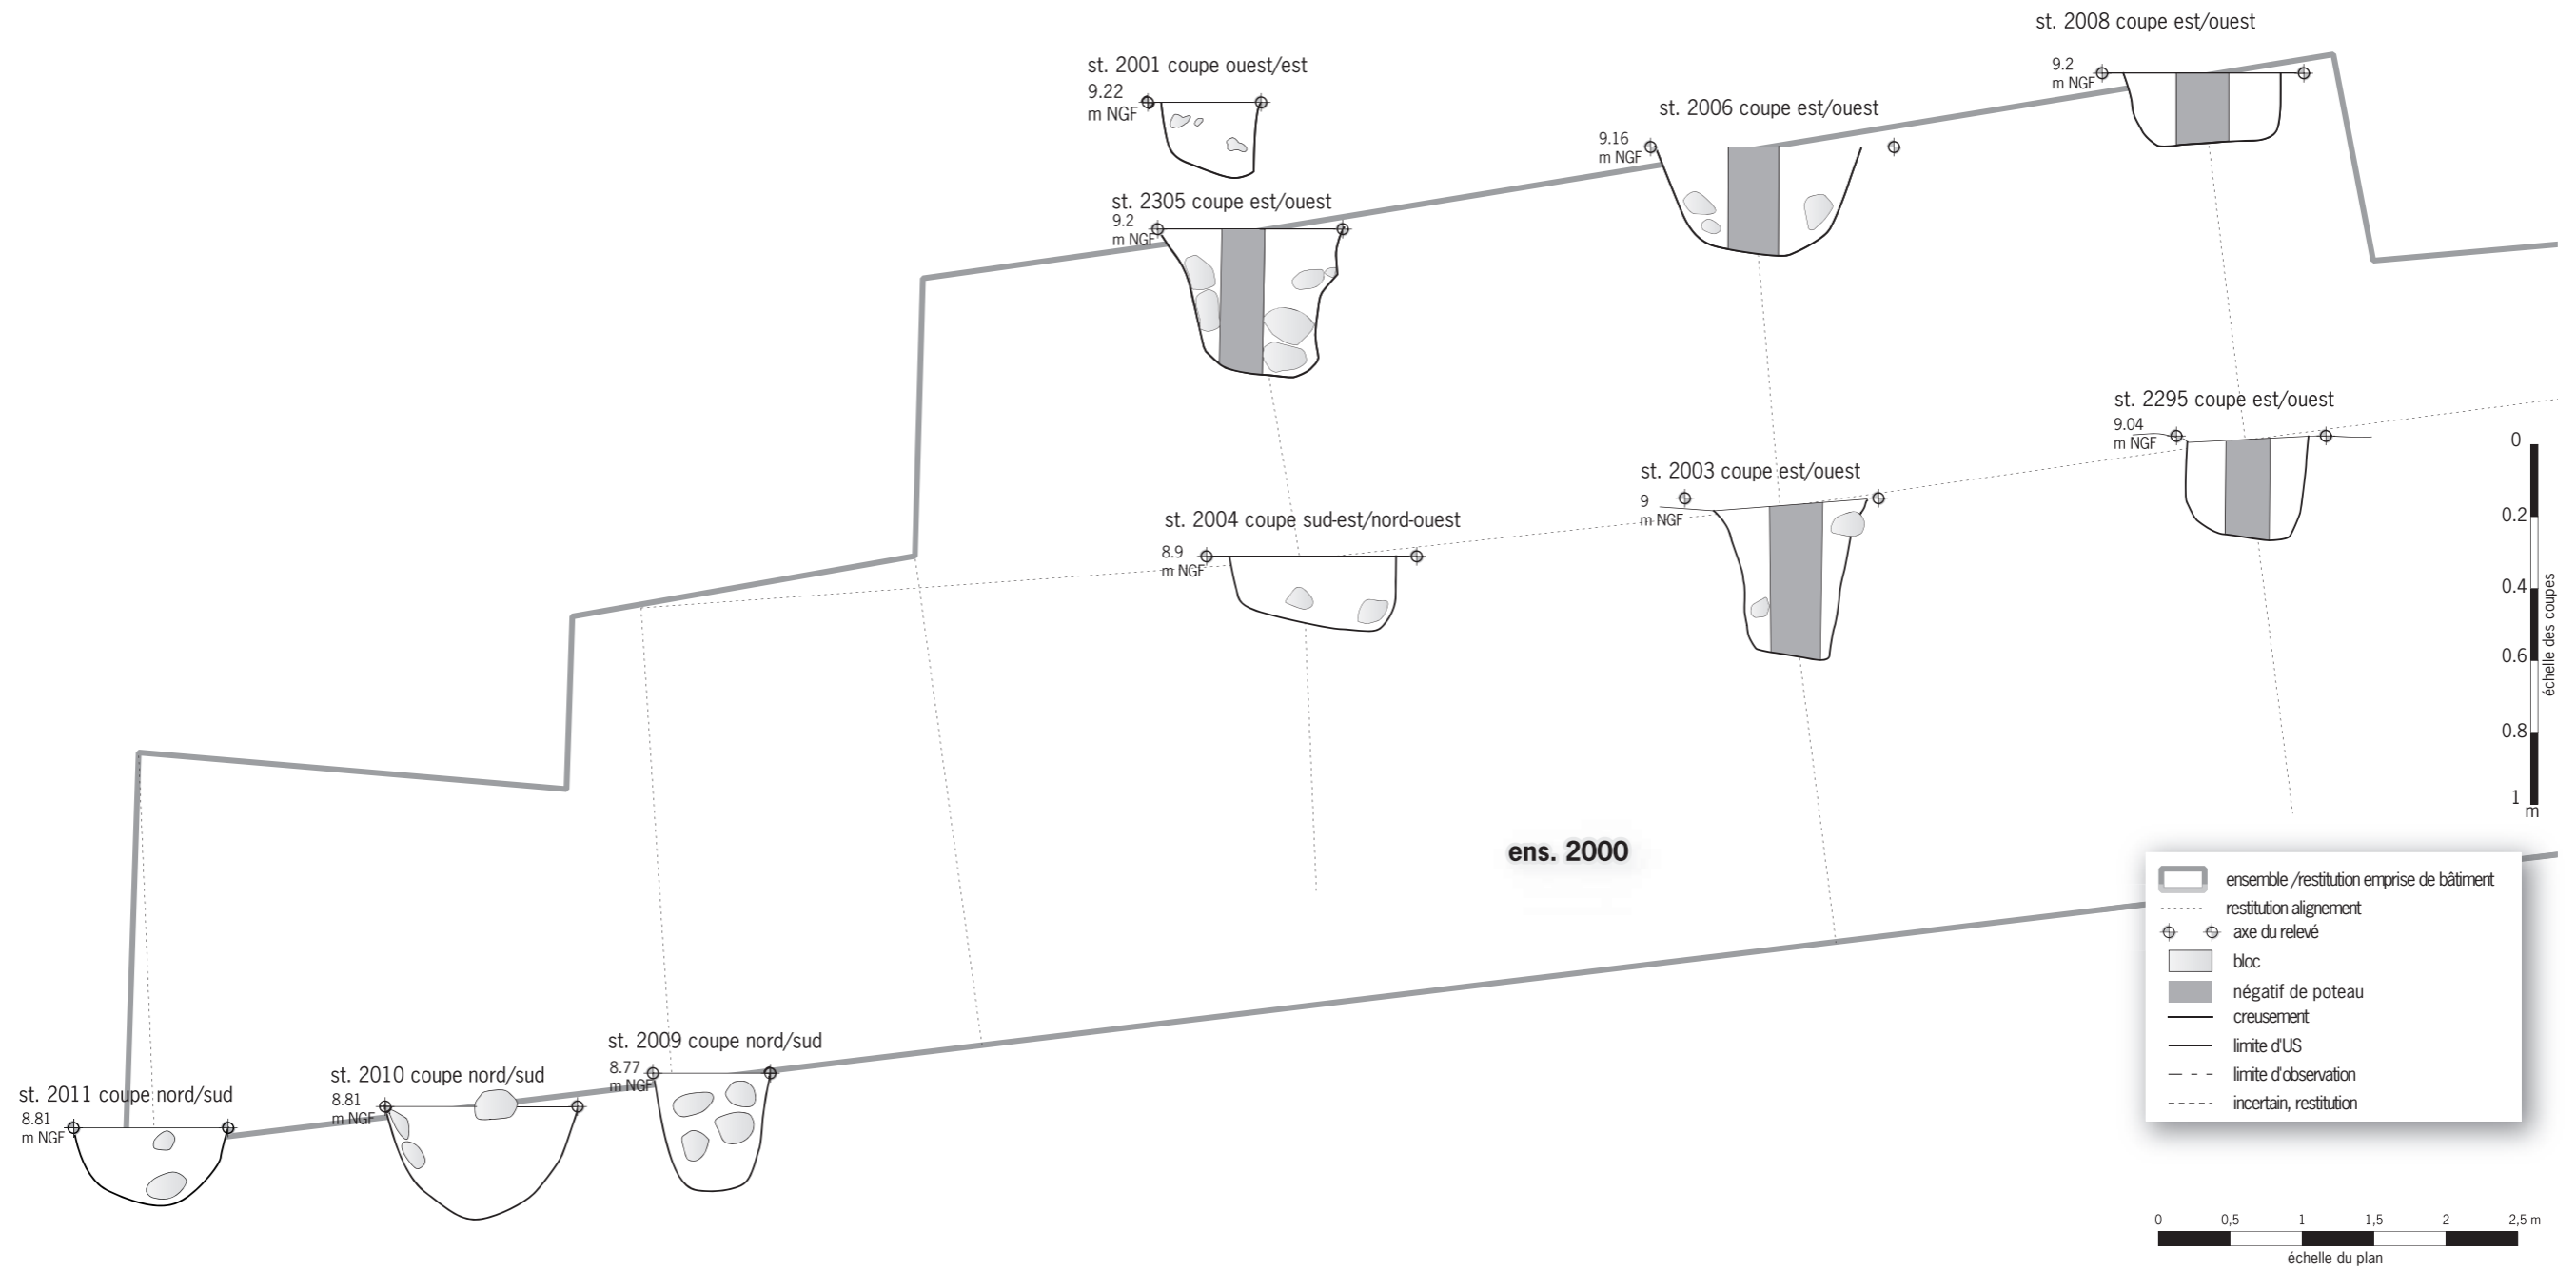 st. 2008 coupe est/ouest
9.2
m NGF
st. 2001 coupe ouest/est
9.22
m NGF
st. 2006 coupe est/ouest
9.16
m NGF
st. 2305 coupe est/ouest
9.2
m NGF
st. 2295 coupe est/ouest
9.04
m NGF
st. 2003 coupe est/ouest
9
m NGF
st. 2004 coupe sud-est/nord-ouest
8.9
m NGF
0
0.2
0.4
0.6
0.8
1
m
échelle des coupes
ens. 2000
st. 2009 coupe nord/sud
8.77
m NGF
st. 2010 coupe nord/sud
8.81
m NGF
st. 2011 coupe nord/sud
8.81
m NGF
ensemble /restitution emprise de bâtiment
restitution alignement
axe du relevé
bloc
négatif de poteau
creusement
limite d'US
limite d'observation
incertain, restitution
0 0,5 1 1,5 2 2,5 m
échelle du plan